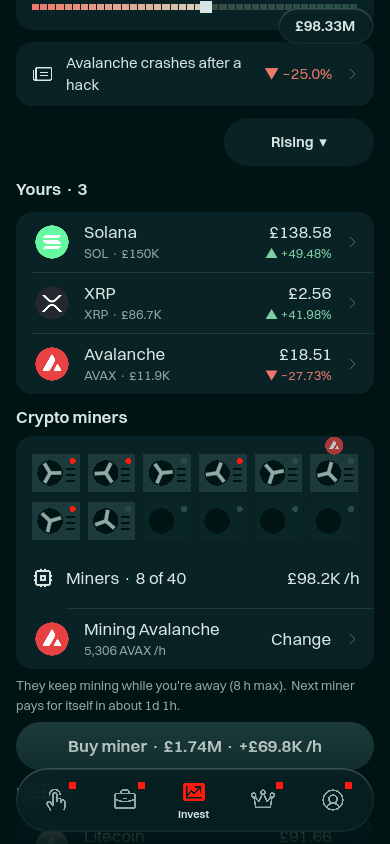 £98.33M
Avalanche crashes after a
hack
▼ -25.0%
Rising ▼
Yours · 3
Solana
£138.58
SOL · £150K
▲ +49.48%
XRP
£2.56
XRP · £86.7K
▲ +41.98%
Avalanche
£18.51
AVAX · £11.9K
▼ -27.73%
Crypto miners
Miners · 8 of 40
£98.2K /h
Mining Avalanche
Change
5,306 AVAX /h
They keep mining while you're away (8 h max). Next miner
pays for itself in about 1d 1h.
Buy miner · £1.74M · +£69.8K /h
Invest
Litecoin
£91.66